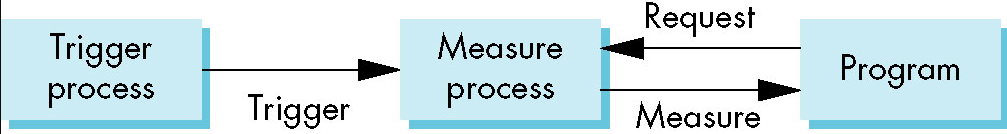 Trigger
process
Trigger
Measure
process
Request
Measure
Program